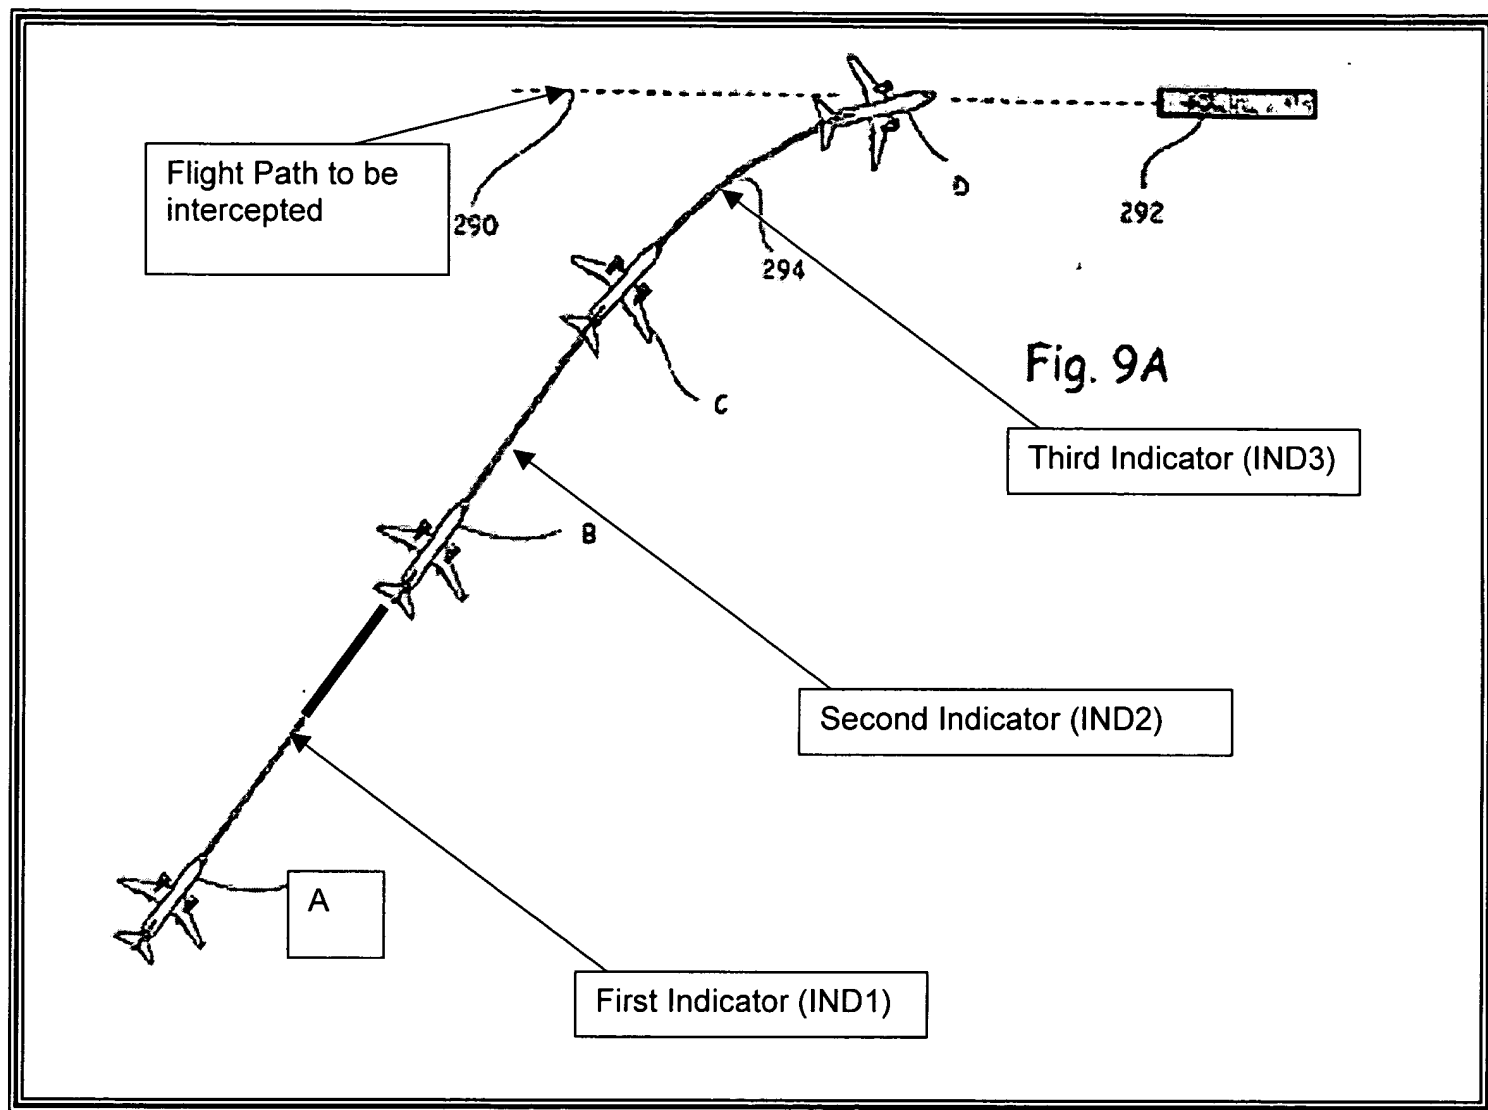 Flight Path to be
intercepted
290
D
292
294
Fig. 9A
C
Third Indicator (IND3)
B
Second Indicator (IND2)
A
First Indicator (IND1)